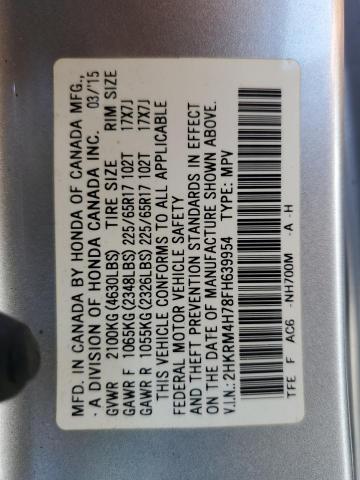 MFD. IN CANADA BY HONDA OF CANADA MFG.,
- A DIVISION OF HONDA CANADA INC. 03/'15
GVWR 2100KG(4630LBS) TIRE SIZE RIM SIZE
GAWR F 1065KG(2348LBS) 225/65R17 102T 17X7J
GAWR R 1055KG(2326LBS) 225/65R17 102T 17X7J
THIS VEHICLE CONFORMS TO ALL APPLICABLE
FEDERAL MOTOR VEHICLE SAFETY
AND THEFT PREVENTION STANDARDS IN EFFECT
ON THE DATE OF MANUFACTURE SHOWN ABOVE.
V.I.N.: 2HKRM4H78FH639954 TYPE: MPV
TFE F AC6 -NH700M -A -H